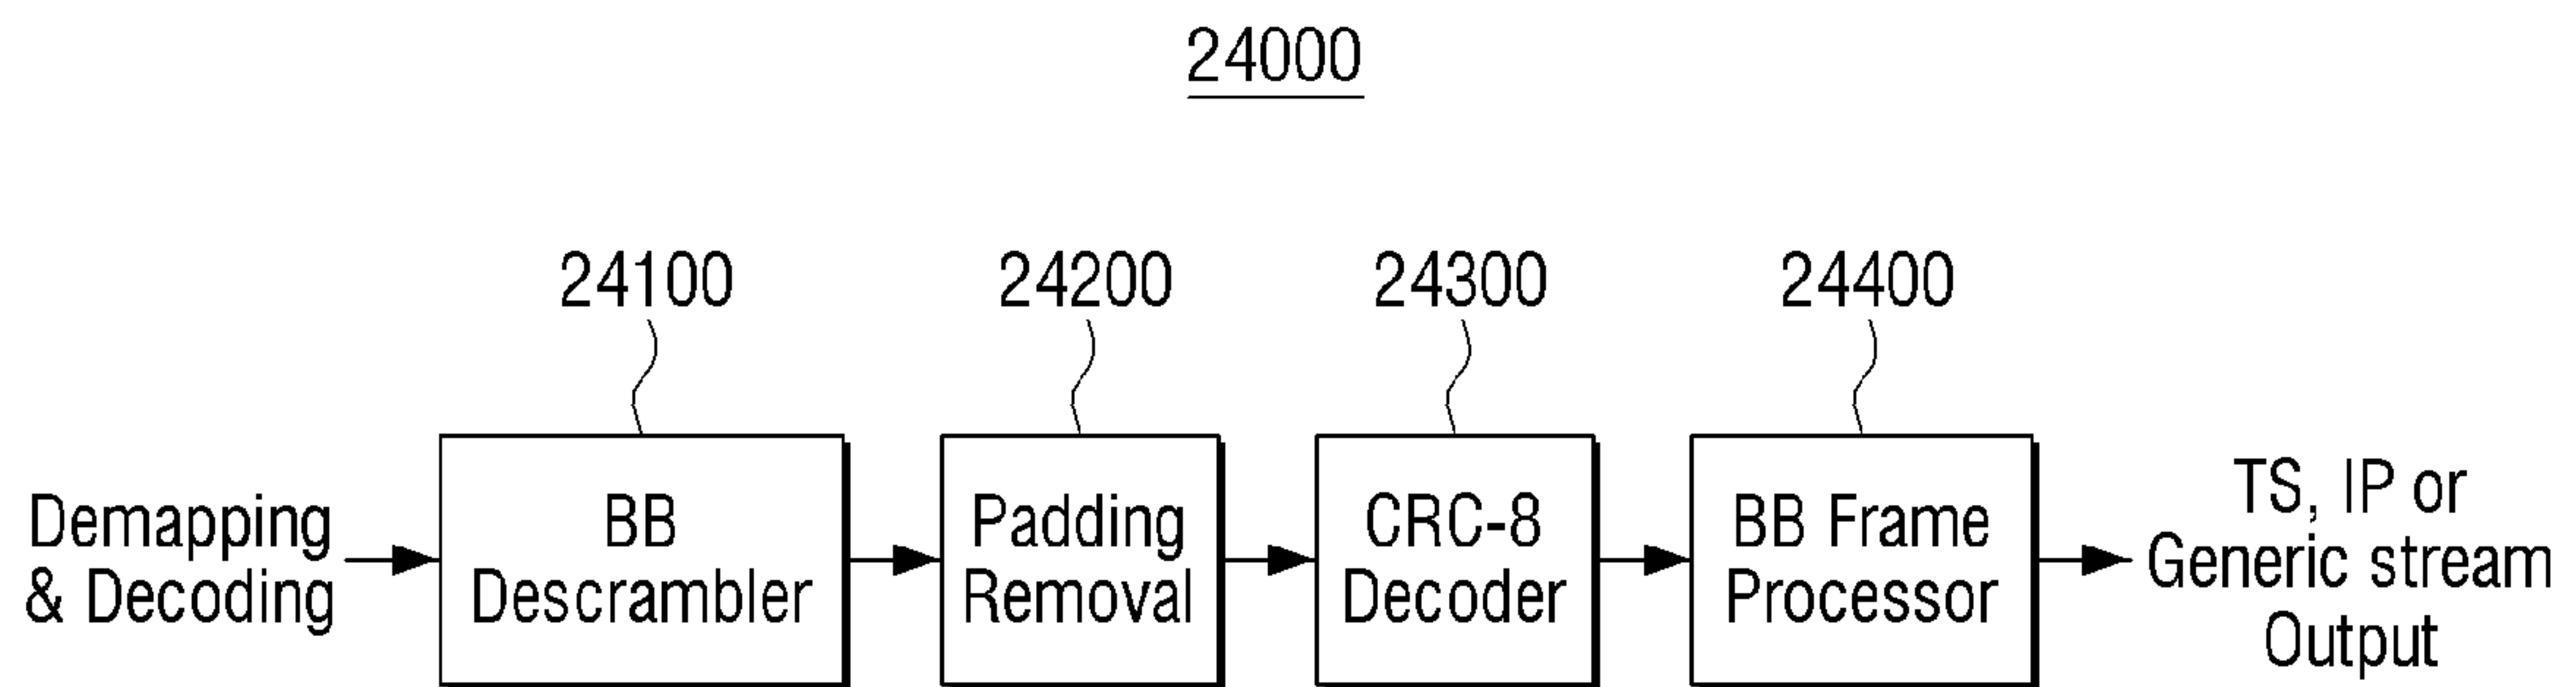 24000
24100
24200
24300
24400
Demapping
& Decoding
BB
Descrambler
Padding
Removal
CRC-8
Decoder
BB Frame
Processor
TS, IP or
Generic stream
Output